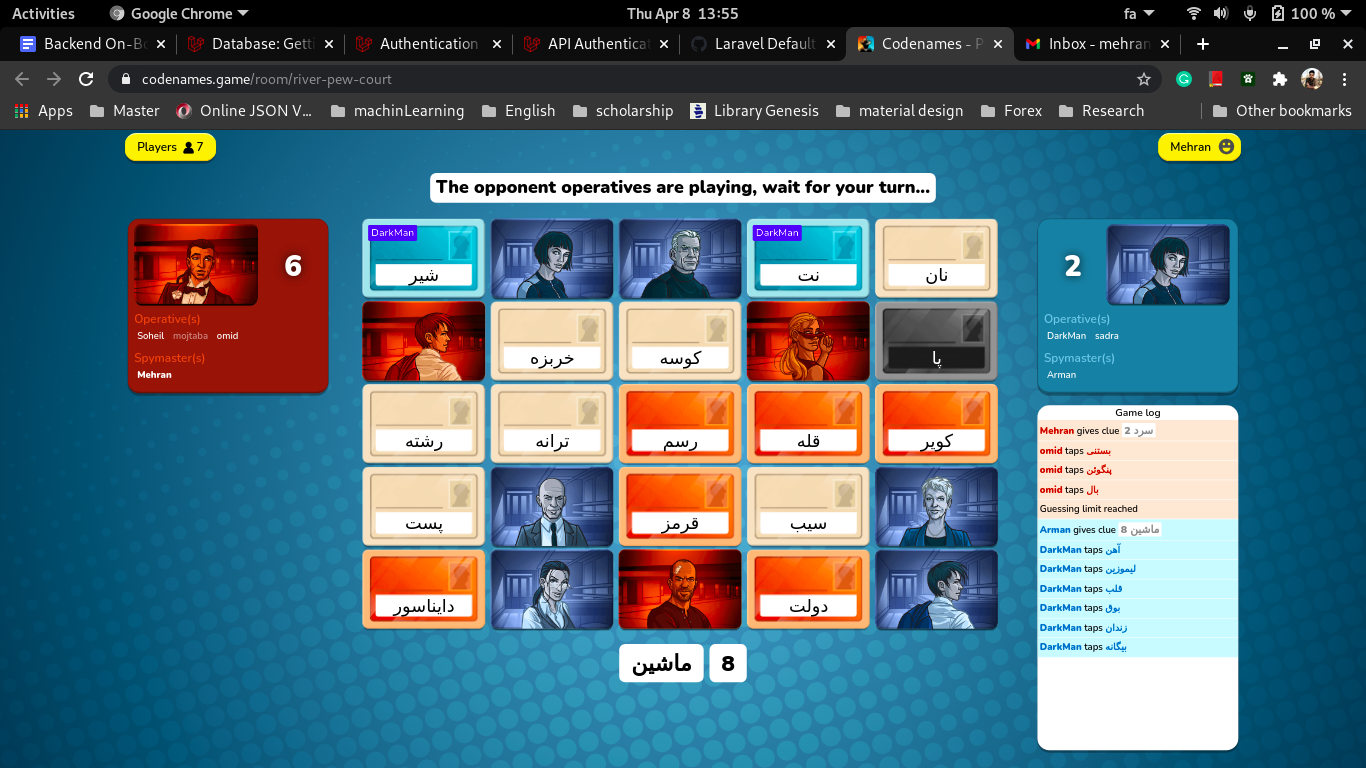 Activities Google Chrome Thu Apr 8 13:55 fa 100 %
Backend On-B Database: Getti Authentication API Authenticat Laravel Default Codenames - P Inbox - mehran
codenames.game/room/river-pew-court
Apps Master Online JSON V... machinLearning English scholarship Library Genesis material design Forex Research Other bookmarks
Players 7
Mehran
The opponent operatives are playing, wait for your turn...
6
Operative(s)
Soheil mojtaba omid
Spymaster(s)
Mehran
DarkMan
شیر
DarkMan
نت
نان
خربزه
کوسه
پا
رشته
ترانه
رسم
قله
کویر
پست
قرمز
سیب
دایناسور
دولت
ماشین 8
2
Operative(s)
DarkMan sadra
Spymaster(s)
Arman
Game log
Mehran gives clue سرد 2
omid taps بستنی
omid taps پنگوئن
omid taps بال
Guessing limit reached
Arman gives clue ماشین 8
DarkMan taps آهن
DarkMan taps لیموزین
DarkMan taps قلب
DarkMan taps بوق
DarkMan taps زندان
DarkMan taps بیگانه